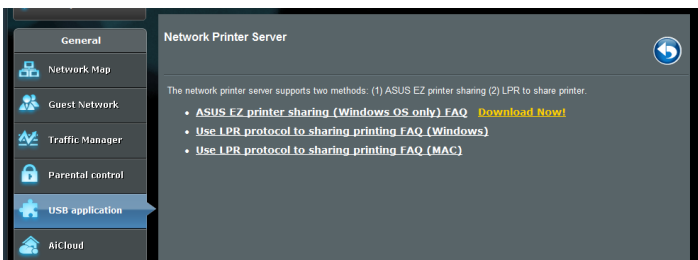 General
Network Map
Guest Network
Traffic Manager
Parental control
USB application
AiCloud
Network Printer Server
The network printer server supports two methods: (1) ASUS EZ printer sharing (2) LPR to share printer.
ASUS EZ printer sharing (Windows OS only) FAQ Download Now!
Use LPR protocol to sharing printing FAQ (Windows)
Use LPR protocol to sharing printing FAQ (MAC)